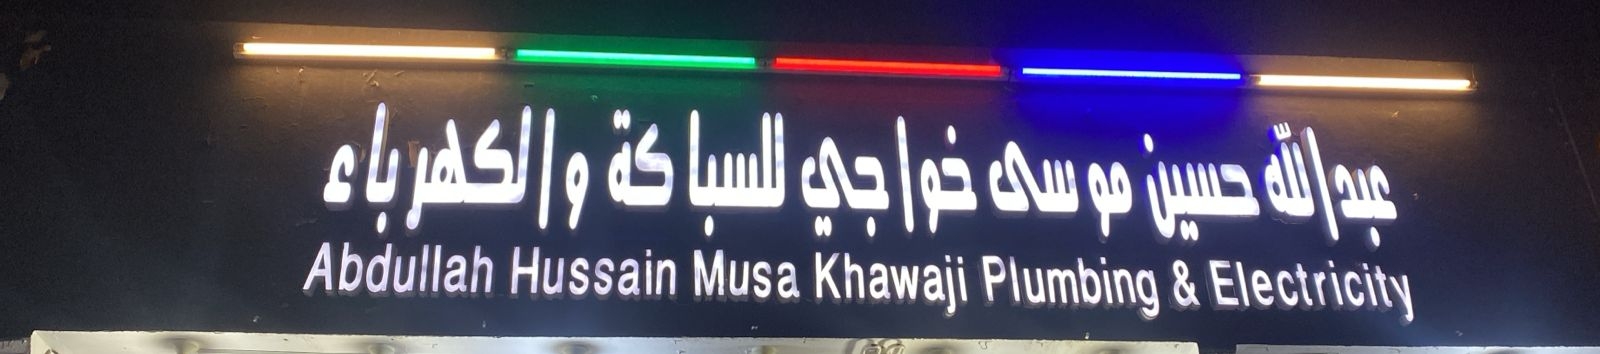 عبدالله حسين موسى خواجي للسباكة والكهرباء
Abdullah Hussain Musa Khawaji Plumbing & Electricity